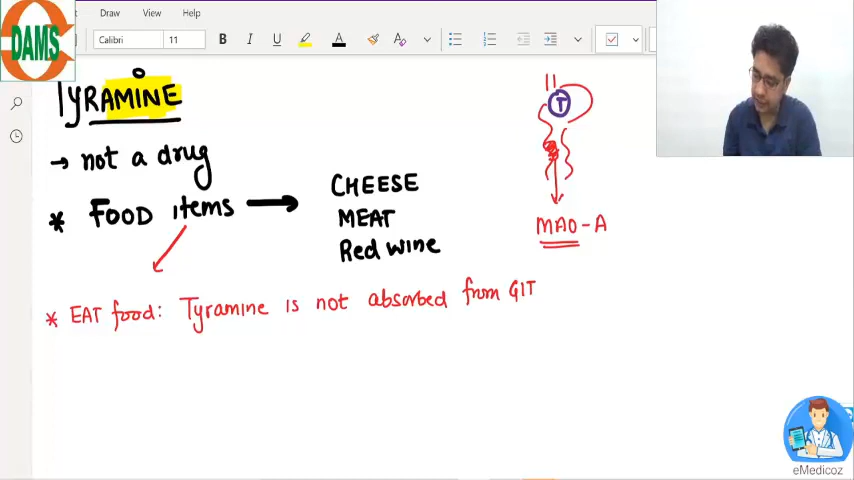 DAMS
Draw View Help
Calibri 11 B I U A A
TYRAMINE
→ not a drug
* FOOD items → CHEESE
MEAT
Red wine
T
MAO-A
* EAT food: Tyramine is not absorbed from GIT
eMedicoz